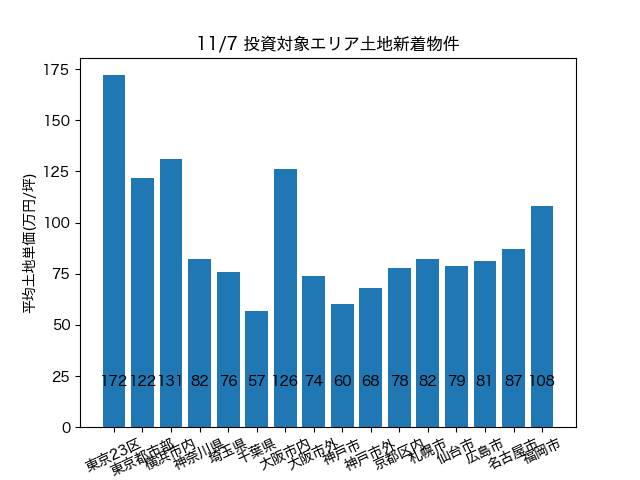 11/7 投資対象エリア土地新着物件
平均土地単価(万円/坪)
175
150
125
100
75
50
25
0
172 122 131 82 76 57 126 74 60 68 78 82 79 81 87 108
東京23区 東京都市部 横浜市内 神奈川県 埼玉県 千葉県 大阪市内 大阪市外 神戸市 神戸市外 京都区内 札幌市 仙台市 広島市 名古屋市 福岡市